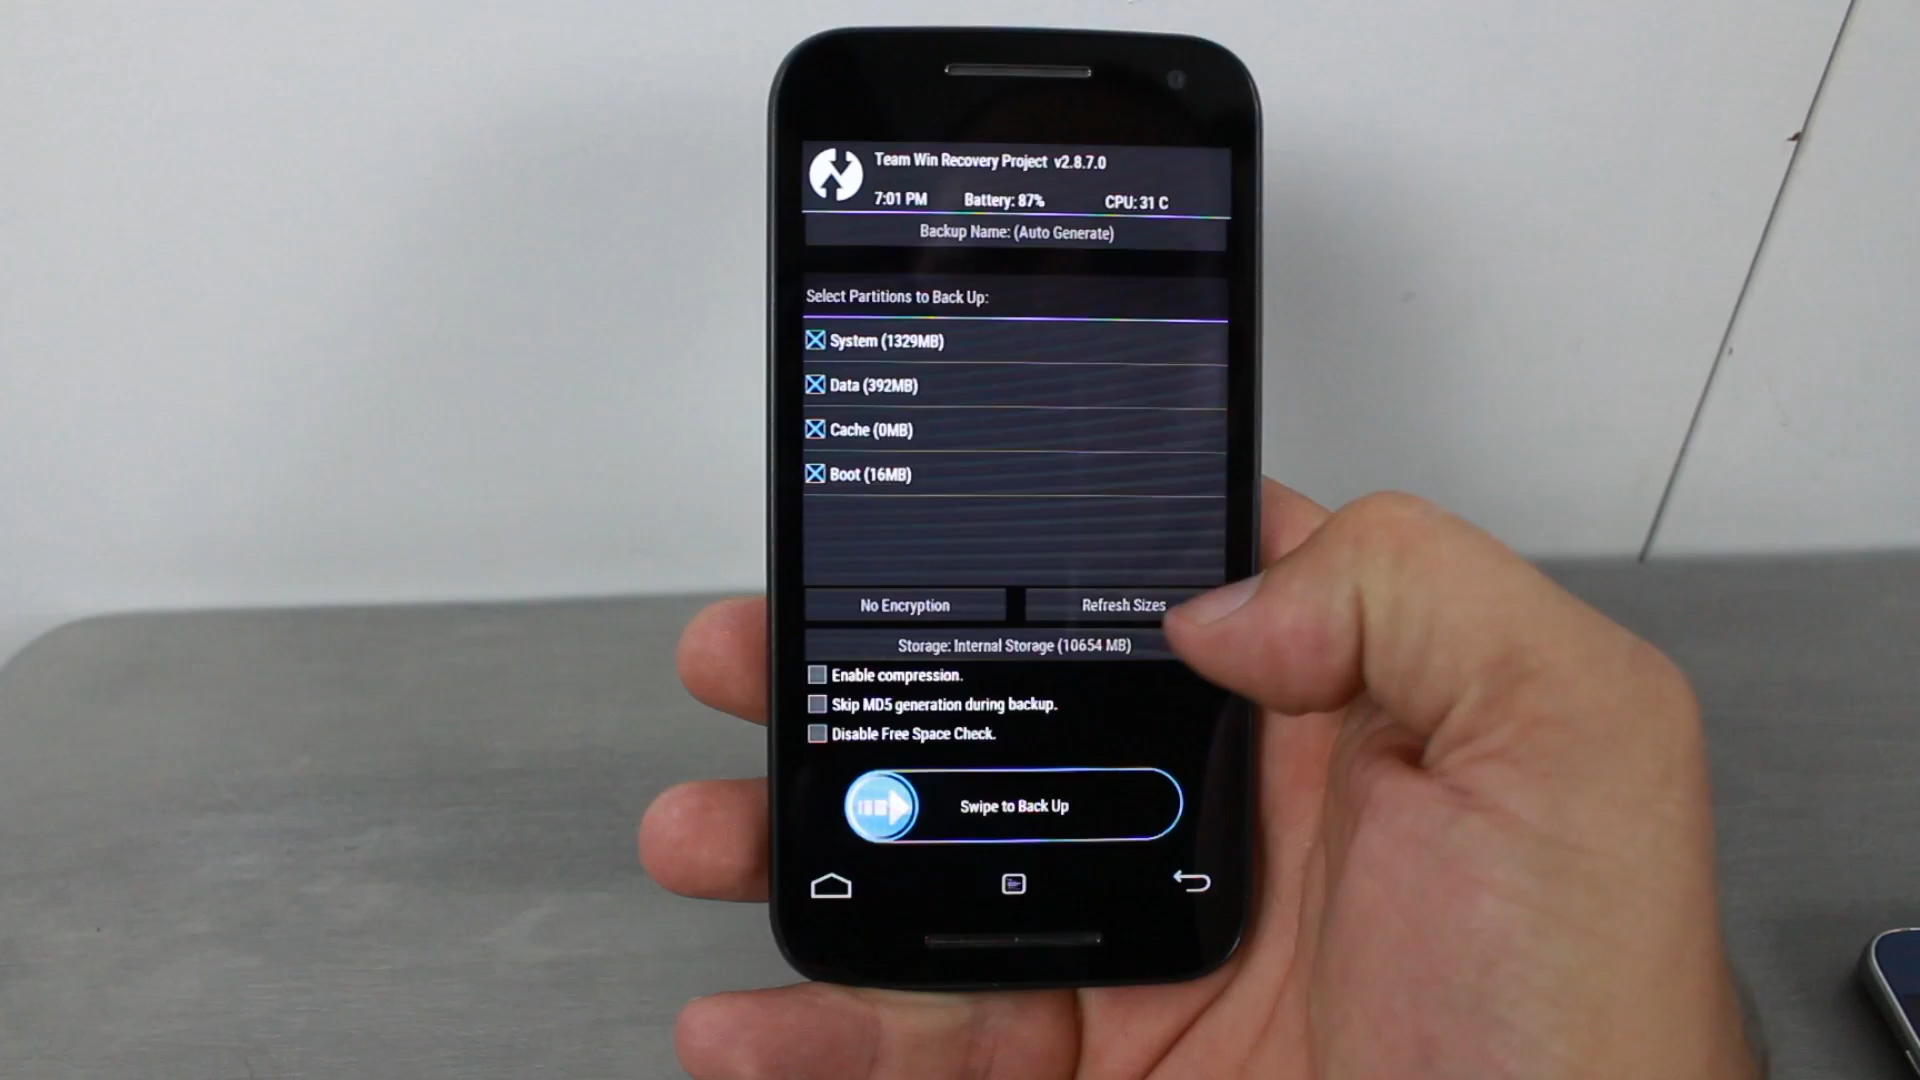 Team Win Recovery Project v2.8.7.0
7:01 PM Battery: 87% CPU: 31 C
Backup Name: (Auto Generate)
Select Partitions to Back Up:
System (1329MB)
Data (392MB)
Cache (0MB)
Boot (16MB)
No Encryption Refresh Sizes
Storage: Internal Storage (10654 MB)
Enable compression.
Skip MD5 generation during backup.
Disable Free Space Check.
Swipe to Back Up